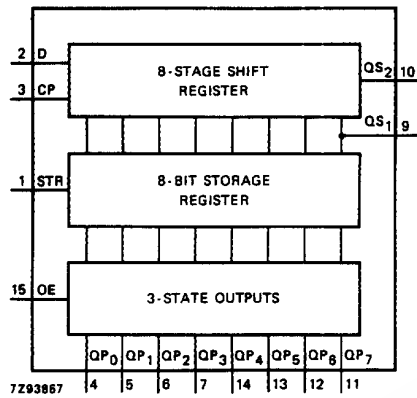 2 D
8-STAGE SHIFT
REGISTER
QS2 10
3 CP
QS1 9
1 STR
8-BIT STORAGE
REGISTER
15 OE
3-STATE OUTPUTS
QP0 QP1 QP2 QP3 QP4 QP5 QP6 QP7
7Z93867 4 5 6 7 14 13 12 11